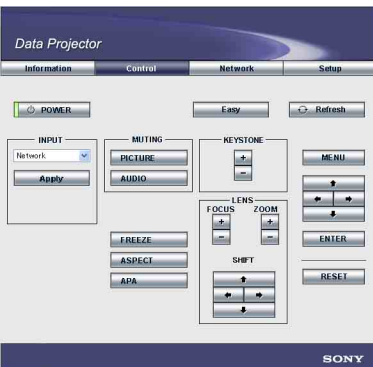 Data Projector
Information Control Network Setup
POWER Easy Refresh
INPUT MUTING KEYSTONE
Network PICTURE + MENU
Apply AUDIO −
LENS
FOCUS ZOOM
+ +
FREEZE − − ENTER
ASPECT SHIFT
APA RESET
SONY